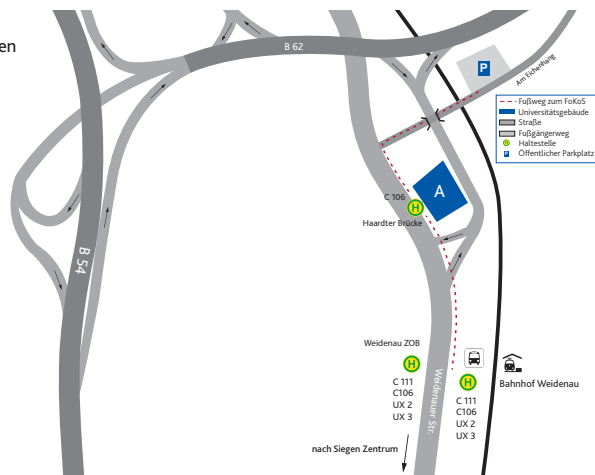 en
B 62
P
Am Eichenhang
Fußweg zum FoKoS
Universitätsgebäude
Straße
Fußgängerweg
H
Haltestelle
P
Öffentlicher Parkplatz
A
C 106
H
Haardter Brücke
B 54
Weidenau ZOB
H
C 111
C106
UX 2
UX 3
Weidenauer Str.
H
C 111
C106
UX 2
UX 3
Bahnhof Weidenau
nach Siegen Zentrum